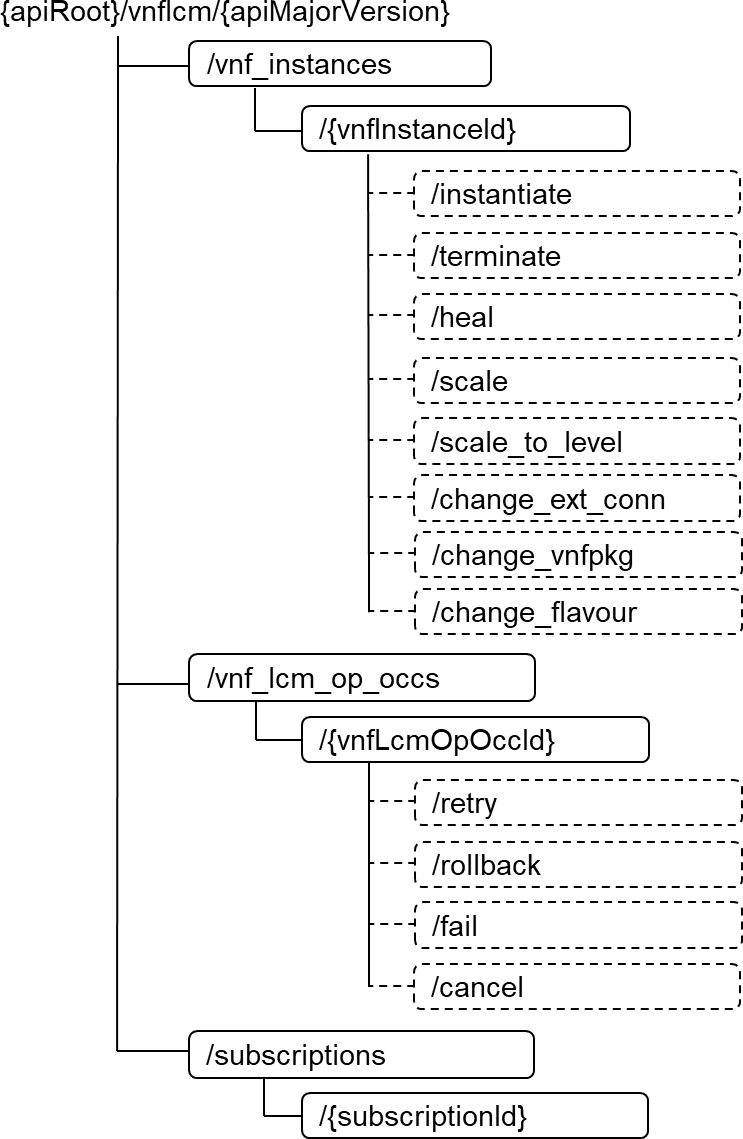 {apiRoot}/vnflcm/{apiMajorVersion}
/vnf_instances
/{vnfInstanceId}
/instantiate
/terminate
/heal
/scale
/scale_to_level
/change_ext_conn
/change_vnfpkg
/change_flavour
/vnf_lcm_op_occs
/{vnfLcmOpOccId}
/retry
/rollback
/fail
/cancel
/subscriptions
/{subscriptionId}